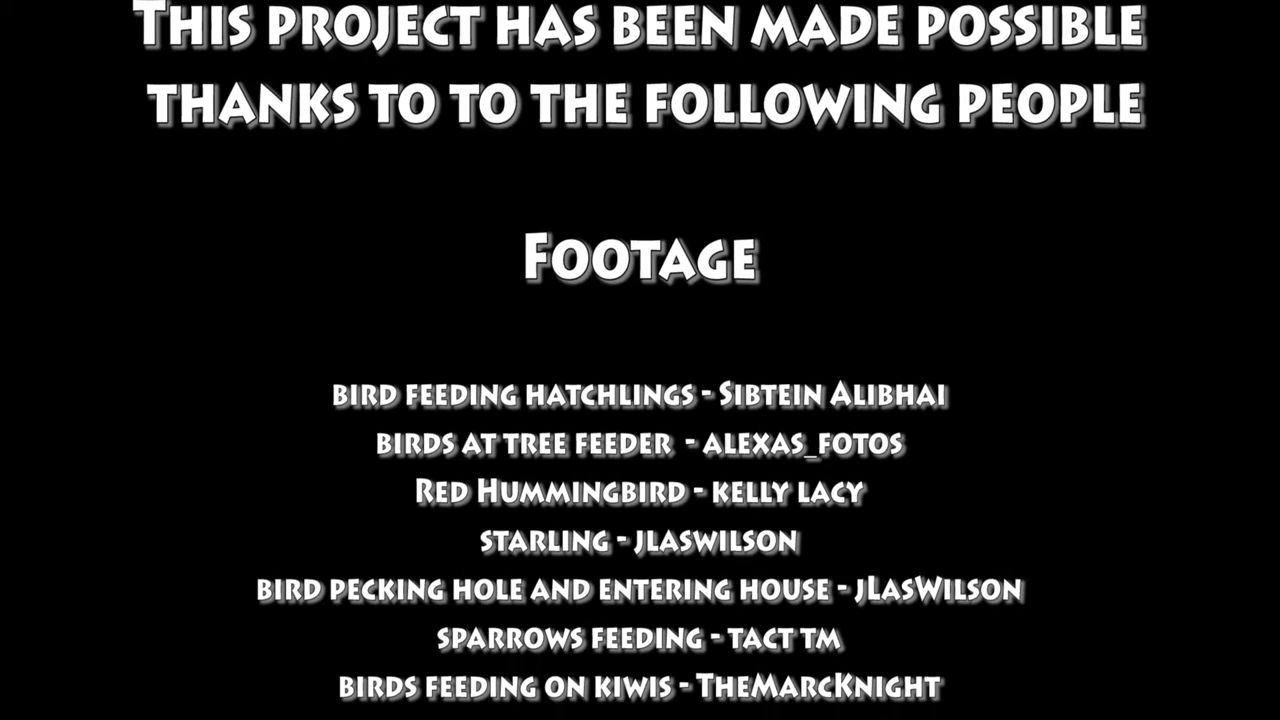 This project has been made possible
thanks to to the following people
Footage
bird feeding hatchlings - Sibtein Alibhai
birds at tree feeder - alexas_fotos
Red Hummingbird - kelly lacy
starling - jlaswilson
bird pecking hole and entering house - jLasWilson
sparrows feeding - tact tm
birds feeding on kiwis - TheMarcKnight